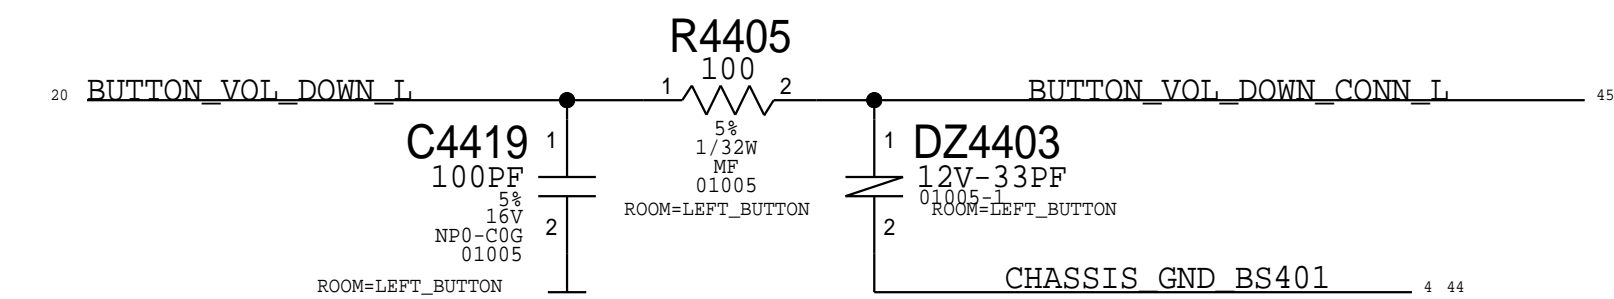 R4405
100
20 BUTTON_VOL_DOWN_L 1 2 BUTTON_VOL_DOWN_CONN_L 45
C4419 1
100PF
5%
16V
NP0-C0G
01005
2
ROOM=LEFT_BUTTON
5%
1/32W
MF
01005
ROOM=LEFT_BUTTON
1 DZ4403
12V-33PF
01005-1
ROOM=LEFT_BUTTON
2
CHASSIS_GND_BS401 4 44